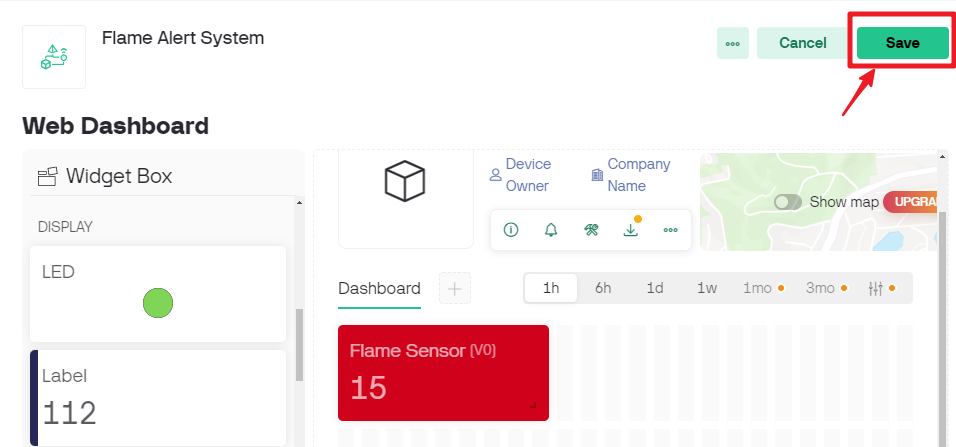 Flame Alert System
Cancel
Save
Web Dashboard
Widget Box
DISPLAY
LED
Label
112
Device
Owner
Company
Name
Show map
UPGRA
Dashboard
1h 6h 1d 1w 1mo 3mo
Flame Sensor (V0)
15